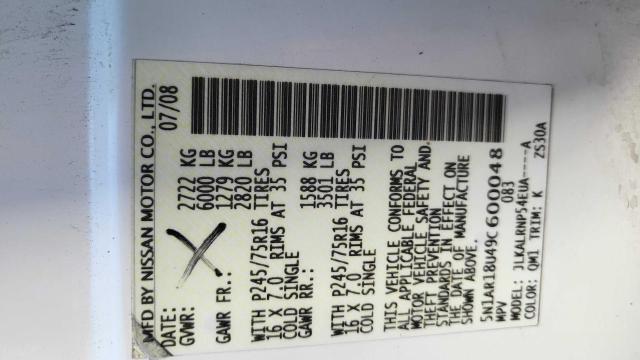 MFD BY NISSAN MOTOR CO., LTD.
DATE: 07/08
GVWR: 2722 KG
6000 LB
GAWR FR.: 1279 KG
2820 LB
WITH P245/75R16 TIRES
16 X 7.0 RIMS AT 35 PSI
COLD SINGLE
GAWR RR.: 1588 KG
3501 LB
WITH P245/75R16 TIRES
16 X 7.0 RIMS AT 35 PSI
COLD SINGLE
THIS VEHICLE CONFORMS TO
ALL APPLICABLE FEDERAL
MOTOR VEHICLE SAFETY AND
THEFT PREVENTION
STANDARDS IN EFFECT ON
THE DATE OF MANUFACTURE
SHOWN ABOVE.
5N1AR18U49C600048
MPV 083
MODEL: JLKALRNP54EUA----A
COLOR: QM1 TRIM: K ZS30A